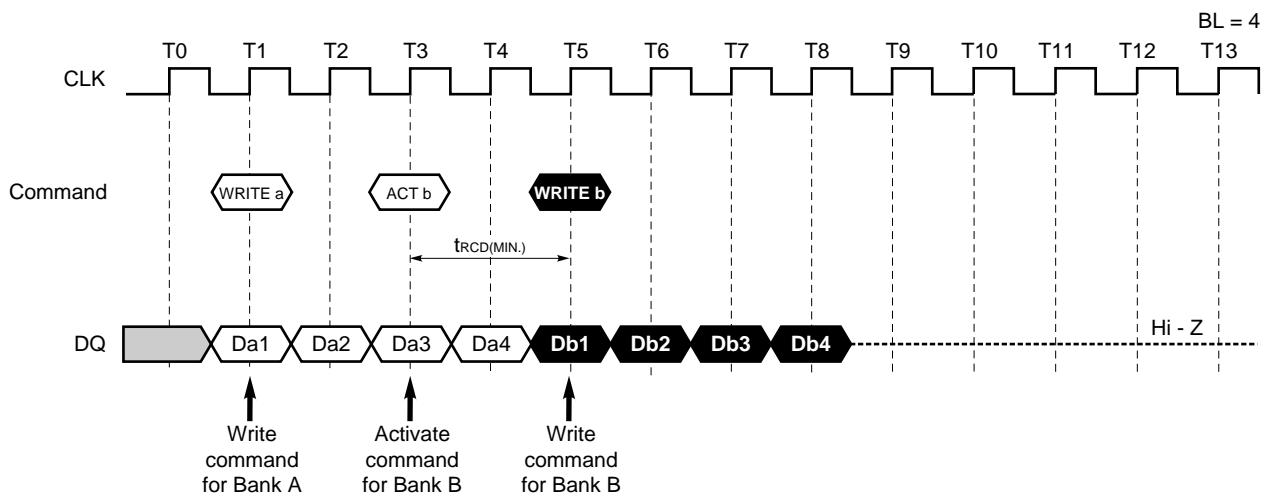 BL = 4
T0 T1 T2 T3 T4 T5 T6 T7 T8 T9 T10 T11 T12 T13
CLK
Command WRITE a ACT b WRITE b
tRCD(MIN.)
Hi - Z
DQ Da1 Da2 Da3 Da4 Db1 Db2 Db3 Db4
Write Activate Write
command command command
for Bank A for Bank B for Bank B